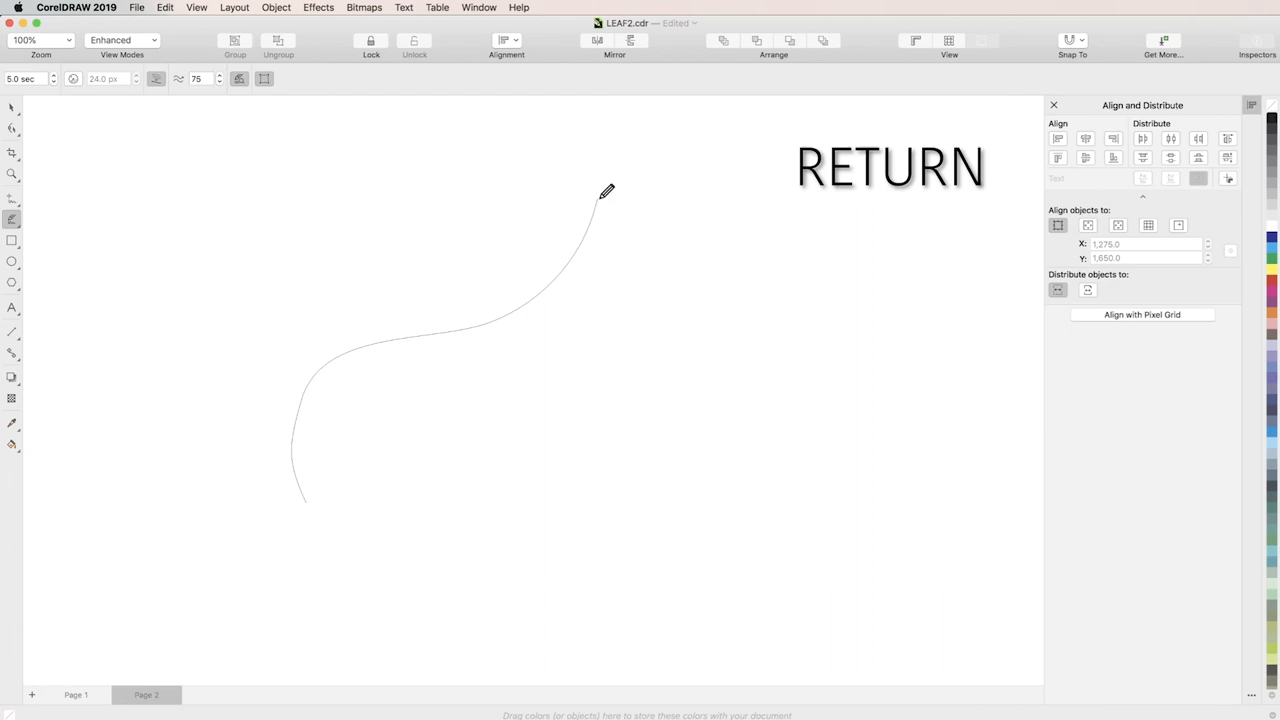 CorelDRAW 2019 File Edit View Layout Object Effects Bitmaps Text Table Window Help
LEAF2.cdr — Edited
100% Enhanced
Zoom View Modes Group Ungroup Lock Unlock Alignment Mirror Arrange View Snap To Get More... Inspectors
5.0 sec 24.0 px 75
Align and Distribute
Align Distribute
Text
Align objects to:
X: 1,275.0
Y: 1,650.0
Distribute objects to:
Align with Pixel Grid
RETURN
Page 1 Page 2
Drag colors (or objects) here to store these colors with your document